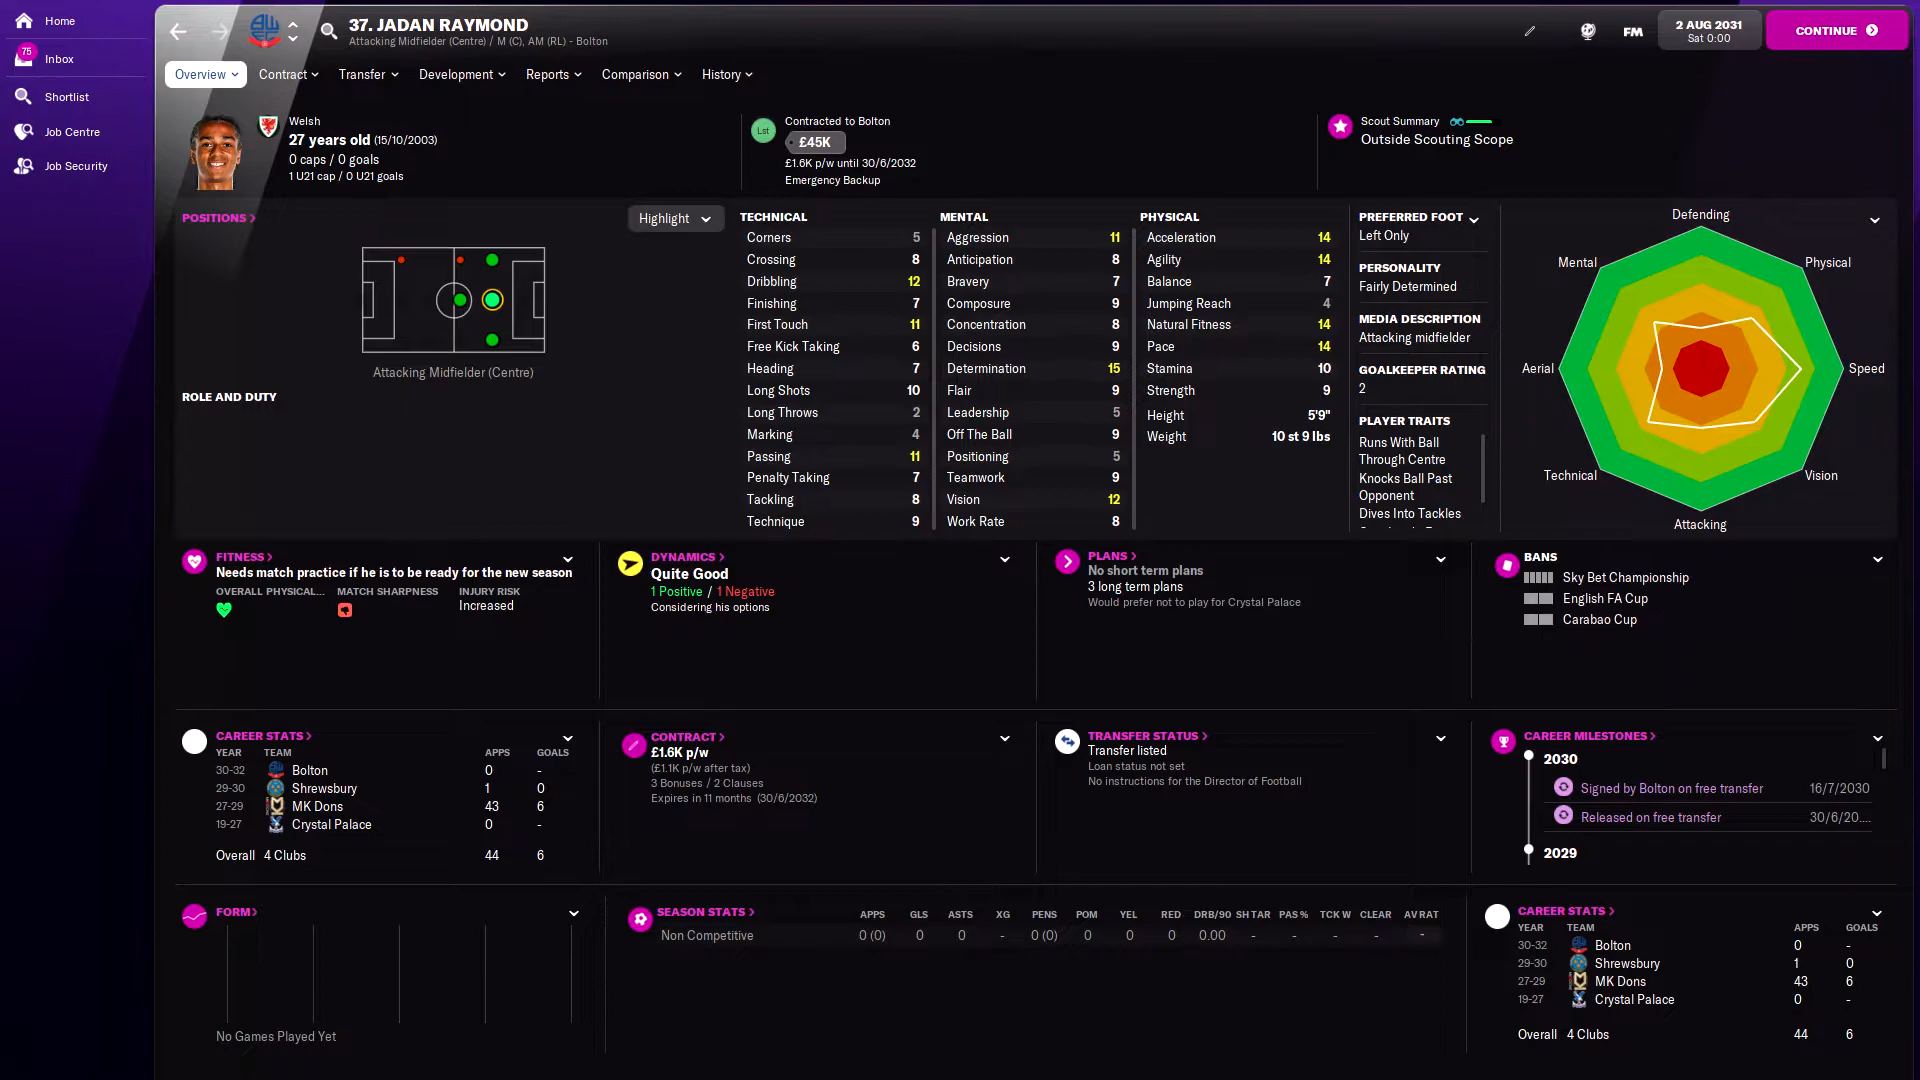 Home
75
Inbox
Shortlist
Job Centre
Job Security
37. JADAN RAYMOND
Attacking Midfielder (Centre) / M (C), AM (RL) - Bolton
FM
2 AUG 2031
Sat 0:00
CONTINUE
Overview
Contract
Transfer
Development
Reports
Comparison
History
Welsh
27 years old (15/10/2003)
0 caps / 0 goals
1 U21 cap / 0 U21 goals
Lst
Contracted to Bolton
£45K
£1.6K p/w until 30/6/2032
Emergency Backup
Scout Summary
Outside Scouting Scope
POSITIONS
Highlight
Attacking Midfielder (Centre)
ROLE AND DUTY
TECHNICAL
Corners 5
Crossing 8
Dribbling 12
Finishing 7
First Touch 11
Free Kick Taking 6
Heading 7
Long Shots 10
Long Throws 2
Marking 4
Passing 11
Penalty Taking 7
Tackling 8
Technique 9
MENTAL
Aggression 11
Anticipation 8
Bravery 7
Composure 9
Concentration 8
Decisions 9
Determination 15
Flair 9
Leadership 5
Off The Ball 9
Positioning 5
Teamwork 9
Vision 12
Work Rate 8
PHYSICAL
Acceleration 14
Agility 14
Balance 7
Jumping Reach 4
Natural Fitness 14
Pace 14
Stamina 10
Strength 9
Height 5'9"
Weight 10 st 9 lbs
PREFERRED FOOT
Left Only
PERSONALITY
Fairly Determined
MEDIA DESCRIPTION
Attacking midfielder
GOALKEEPER RATING
2
PLAYER TRAITS
Runs With Ball
Through Centre
Knocks Ball Past
Opponent
Dives Into Tackles
Defending
Mental
Physical
Aerial
Speed
Technical
Vision
Attacking
FITNESS
Needs match practice if he is to be ready for the new season
OVERALL PHYSICAL... MATCH SHARPNESS INJURY RISK
Increased
DYNAMICS
Quite Good
1 Positive / 1 Negative
Considering his options
PLANS
No short term plans
3 long term plans
Would prefer not to play for Crystal Palace
BANS
Sky Bet Championship
English FA Cup
Carabao Cup
CAREER STATS
YEAR TEAM APPS GOALS
30-32 Bolton 0 -
29-30 Shrewsbury 1 0
27-29 MK Dons 43 6
19-27 Crystal Palace 0 -
Overall 4 Clubs 44 6
CONTRACT
£1.6K p/w
(£1.1K p/w after tax)
3 Bonuses / 2 Clauses
Expires in 11 months (30/6/2032)
TRANSFER STATUS
Transfer listed
Loan status not set
No instructions for the Director of Football
CAREER MILESTONES
2030
Signed by Bolton on free transfer 16/7/2030
Released on free transfer 30/6/20....
2029
FORM
No Games Played Yet
SEASON STATS APPS GLS ASTS XG PENS POM YEL RED DRB/90 SH TAR PAS % TCK W CLEAR AV RAT
Non Competitive 0 (0) 0 0 - 0 (0) 0 0 0 0.00 - - - - -
CAREER STATS
YEAR TEAM APPS GOALS
30-32 Bolton 0 -
29-30 Shrewsbury 1 0
27-29 MK Dons 43 6
19-27 Crystal Palace 0 -
Overall 4 Clubs 44 6